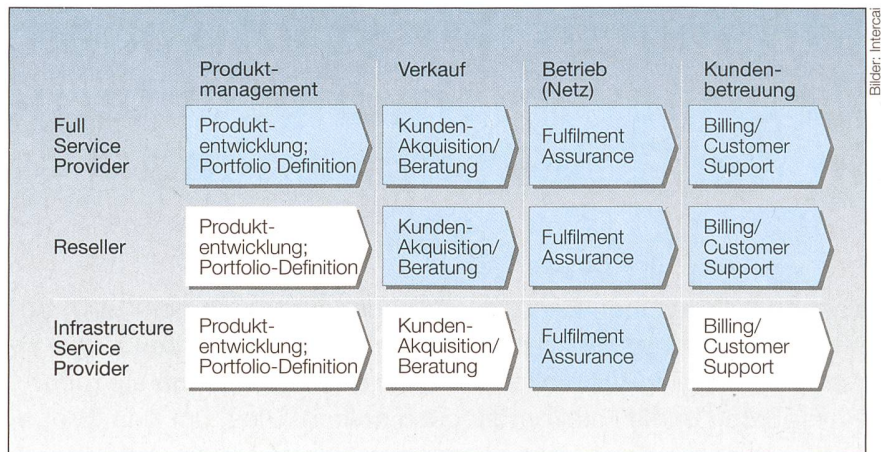 Produkt-
management
Verkauf
Betrieb
(Netz)
Kunden-
betreuung
Full
Service
Provider
Produkt-
entwicklung;
Portfolio Definition
Kunden-
Akquisition/
Beratung
Fulfilment
Assurance
Billing/
Customer
Support
Reseller
Produkt-
entwicklung;
Portfolio-Definition
Kunden-
Akquisition/
Beratung
Fulfilment
Assurance
Billing/
Customer
Support
Infrastructure
Service
Provider
Produkt-
entwicklung;
Portfolio-Definition
Kunden-
Akquisition/
Beratung
Fulfilment
Assurance
Billing/
Customer
Support
Bilder: Intercai